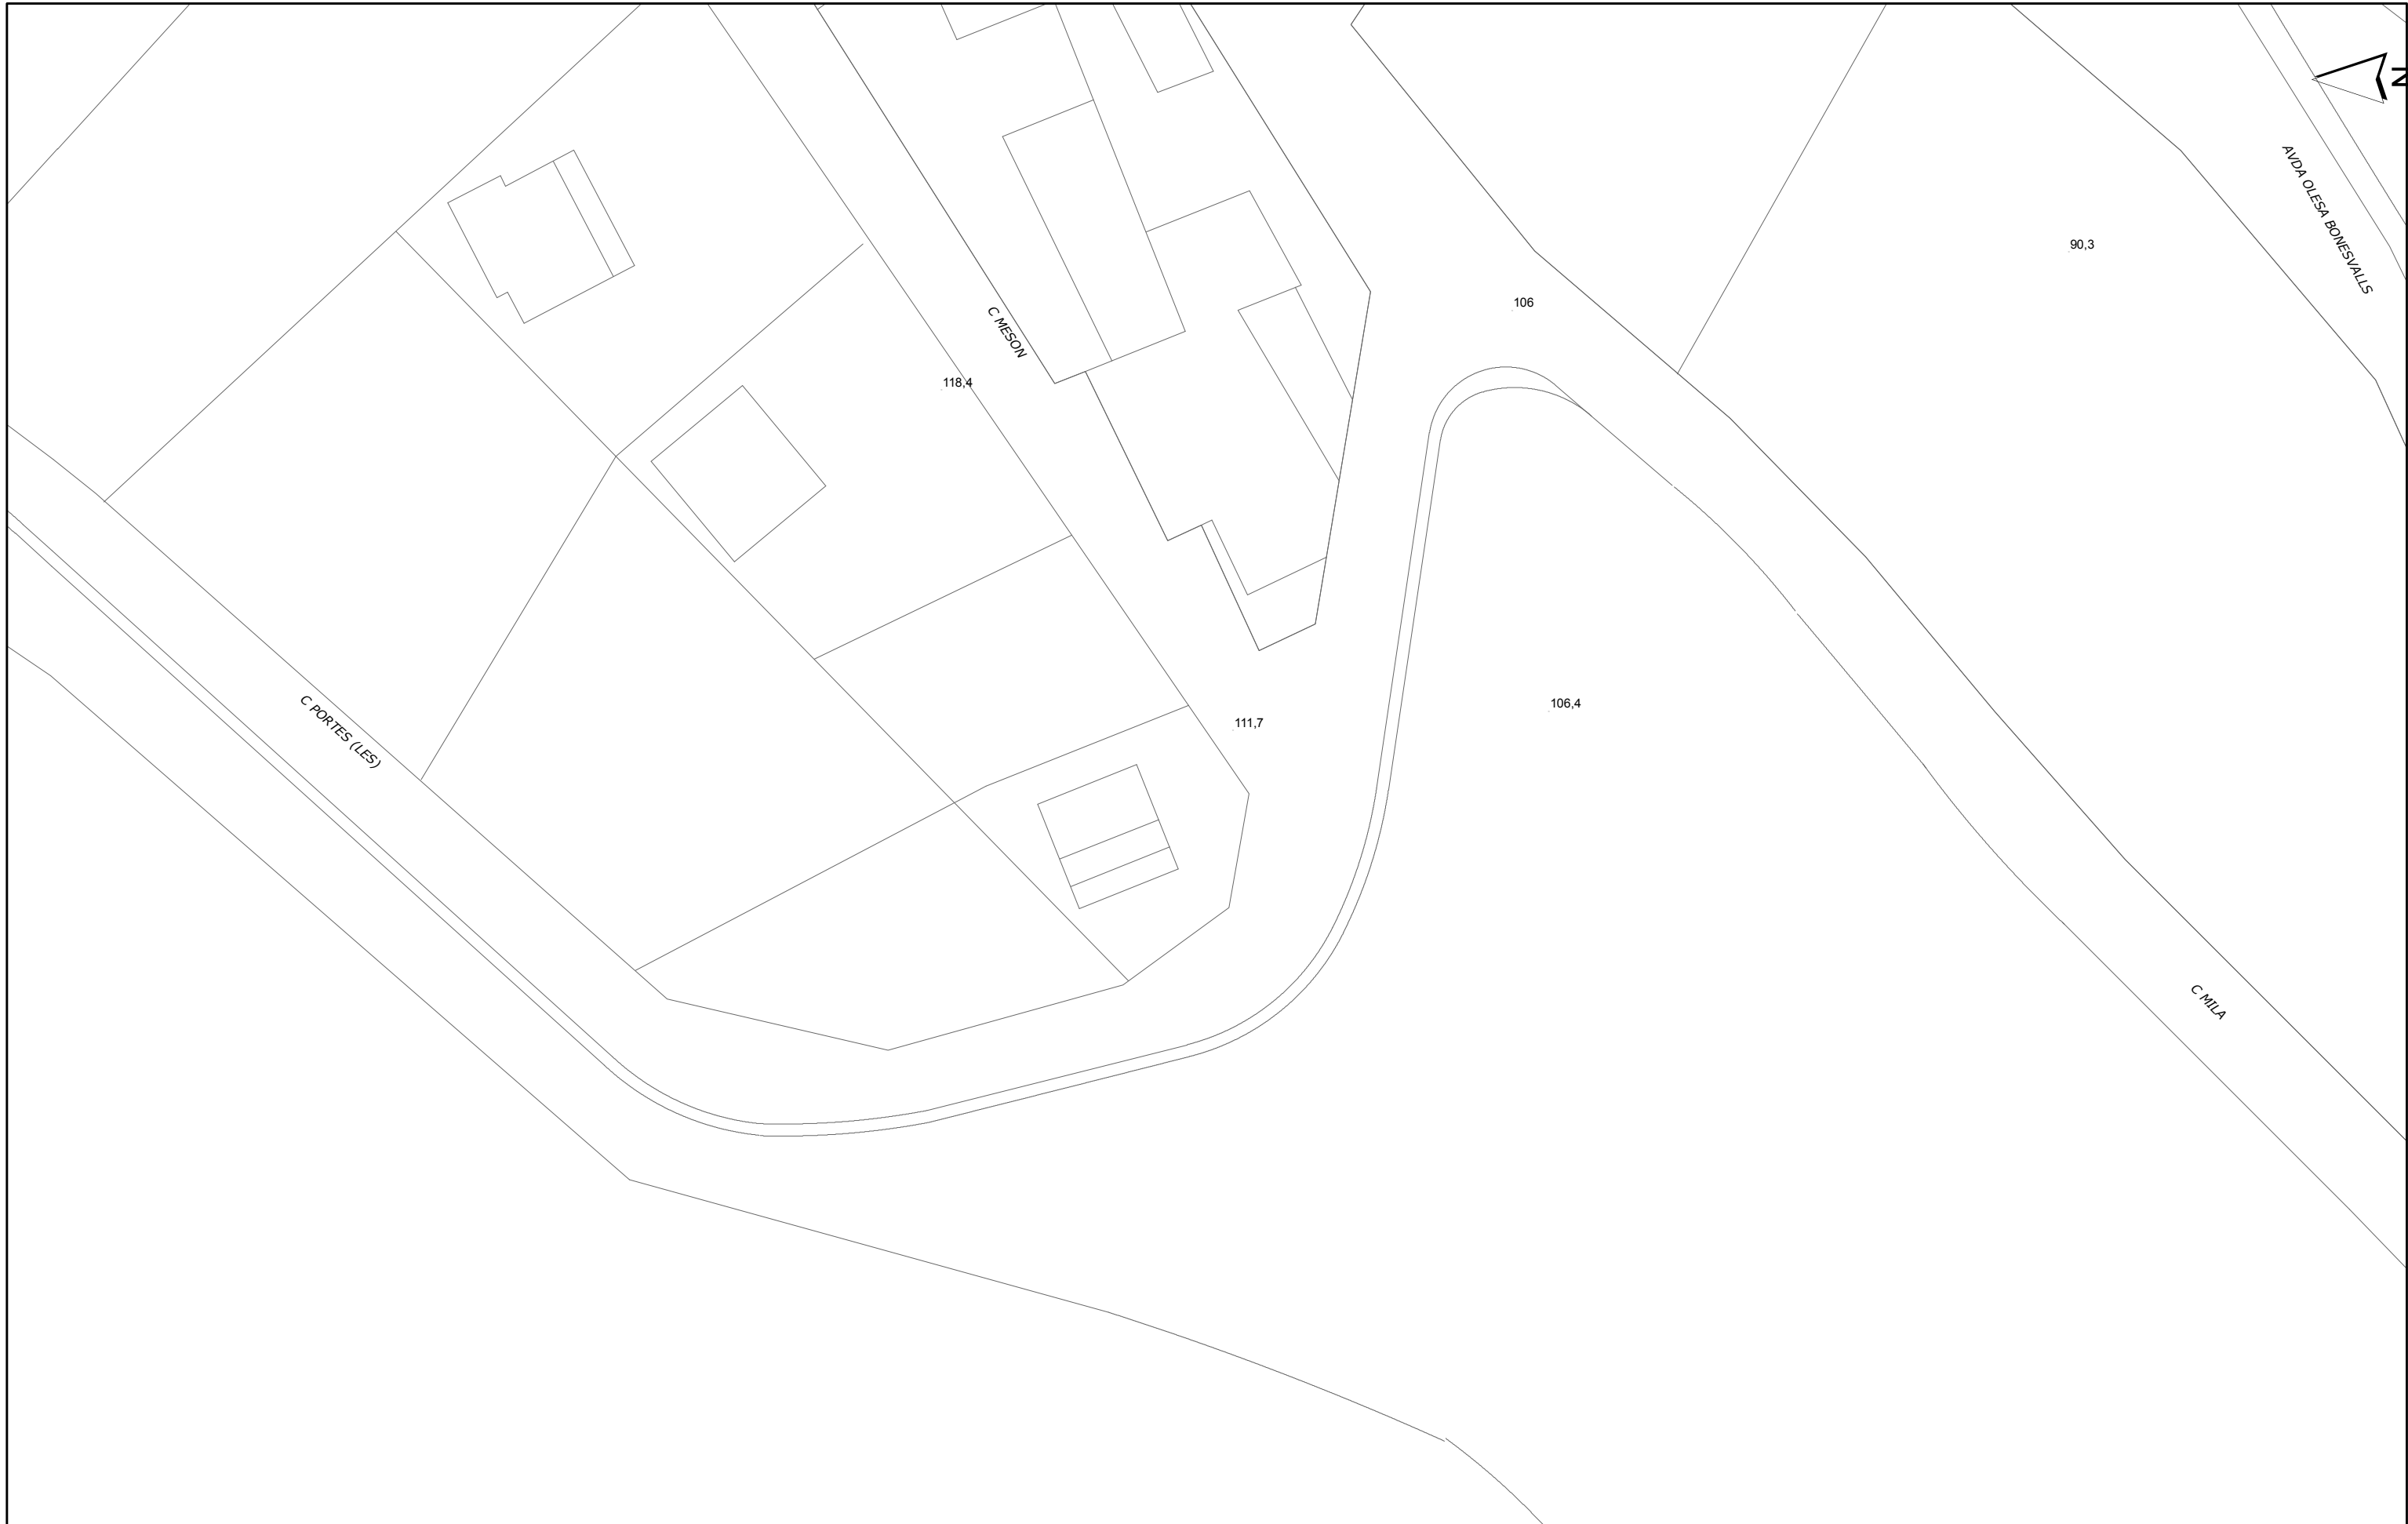 N
AVDA OLESA BONESVALLS
90,3
106
C MESON
118,4
106,4
111,7
C PORTES (LES)
C MILA